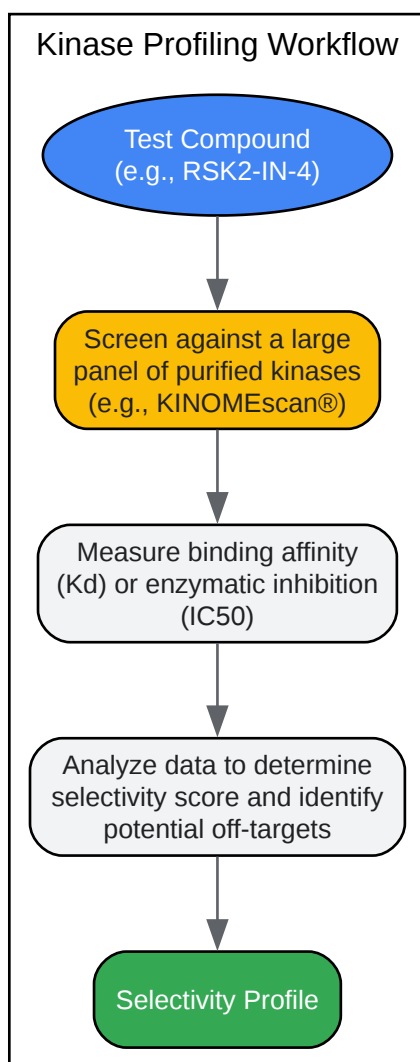 Kinase Profiling Workflow
Test Compound
(e.g., RSK2-IN-4)
Screen against a large
panel of purified kinases
(e.g., KINOMEscan®)
Measure binding affinity
(Kd) or enzymatic inhibition
(IC50)
Analyze data to determine
selectivity score and identify
potential off-targets
Selectivity Profile